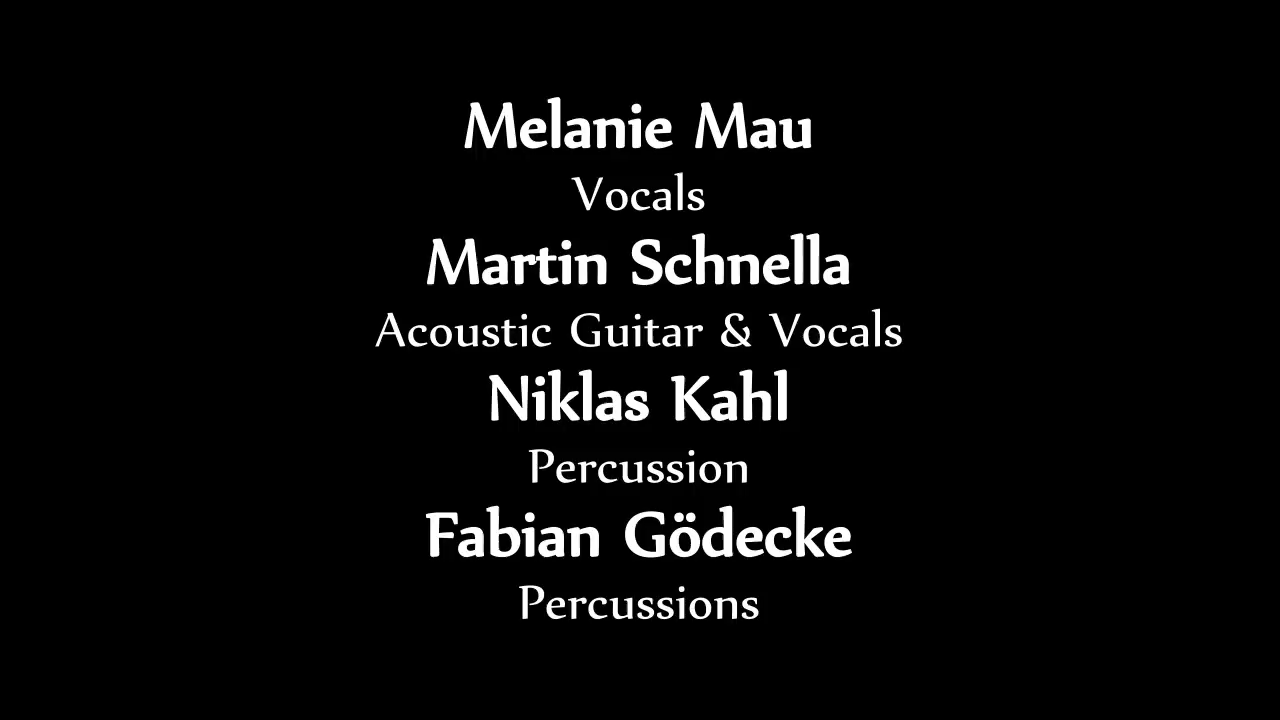 Melanie Mau
Vocals
Martin Schnella
Acoustic Guitar & Vocals
Niklas Kahl
Percussion
Fabian Gödecke
Percussions